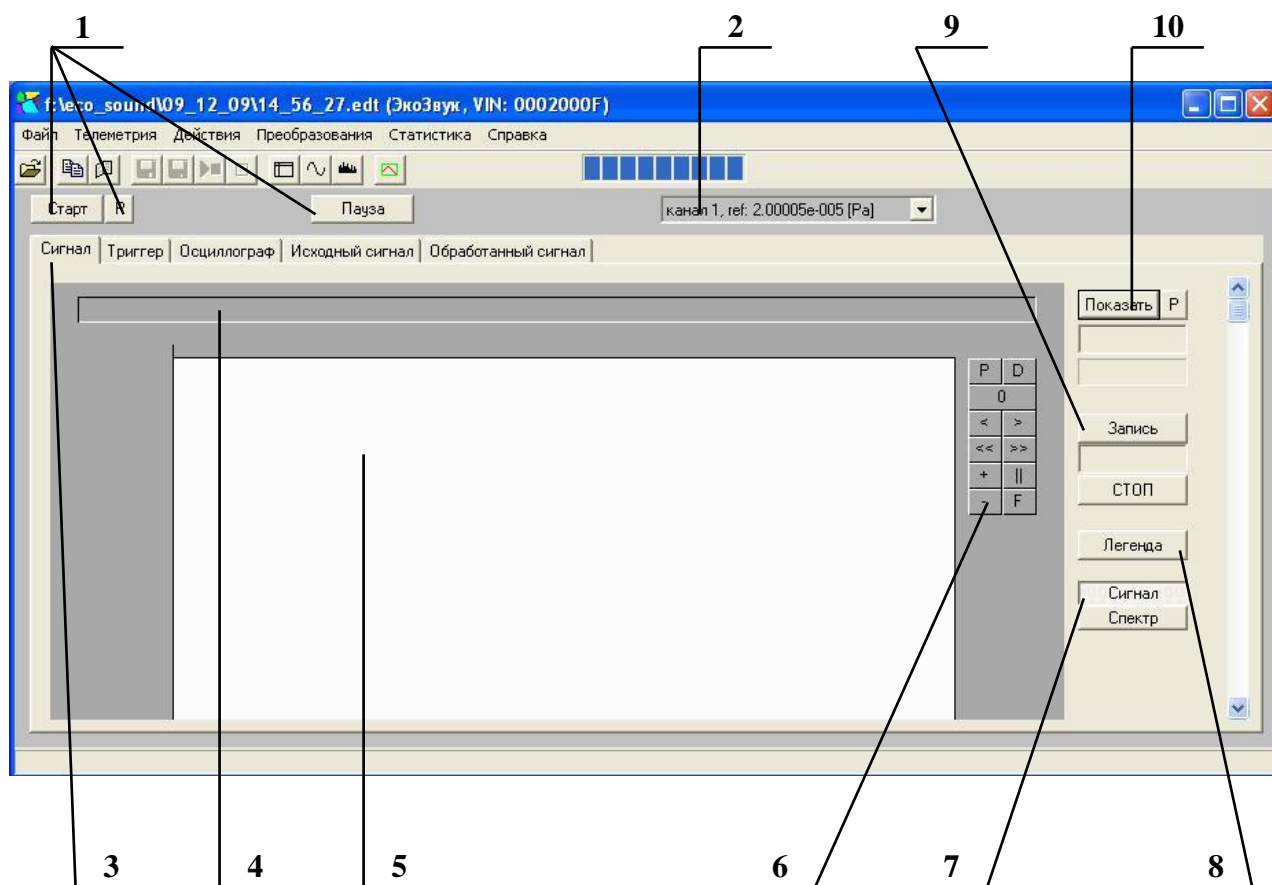 1 2 9 10
f:\eco_sound\09_12_09\14_56_27.edt (ЭкоЗвук, VIN: 0002000F)
Файл Телеметрия Действия Преобразования Статистика Справка
Старт R Пауза канал 1, ref: 2.00005e-005 [Pa]
Сигнал Триггер Осциллограф Исходный сигнал Обработанный сигнал
Показать P
P D
0
< >
Запись
<< >>
+ ||
СТОП
- F
Легенда
Сигнал
Спектр
3 4 5 6 7 8